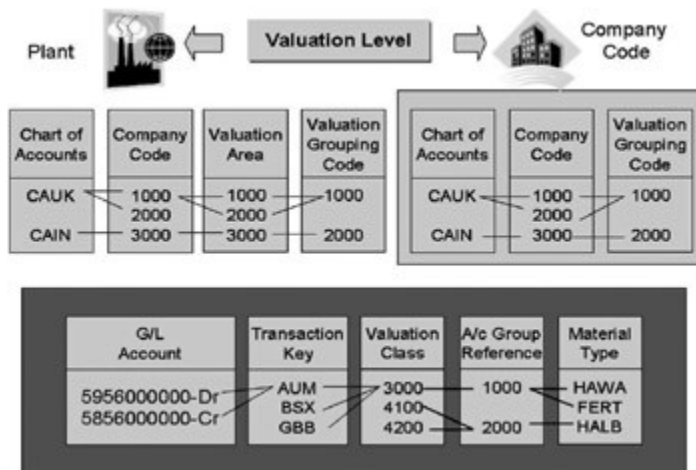 Plant
Valuation Level
Company
Code
Chart of
Accounts
Company
Code
Valuation
Area
Valuation
Grouping
Code
CAUK
1000
1000
1000
2000
2000
CAIN
3000
3000
2000
Chart of
Accounts
Company
Code
Valuation
Grouping
Code
CAUK
1000
1000
2000
CAIN
3000
2000
G/L
Account
Transaction
Key
Valuation
Class
A/c Group
Reference
Material
Type
5956000000-Dr
5856000000-Cr
AUM
BSX
GBB
3000
4100
4200
1000
2000
HAWA
FERT
HALB